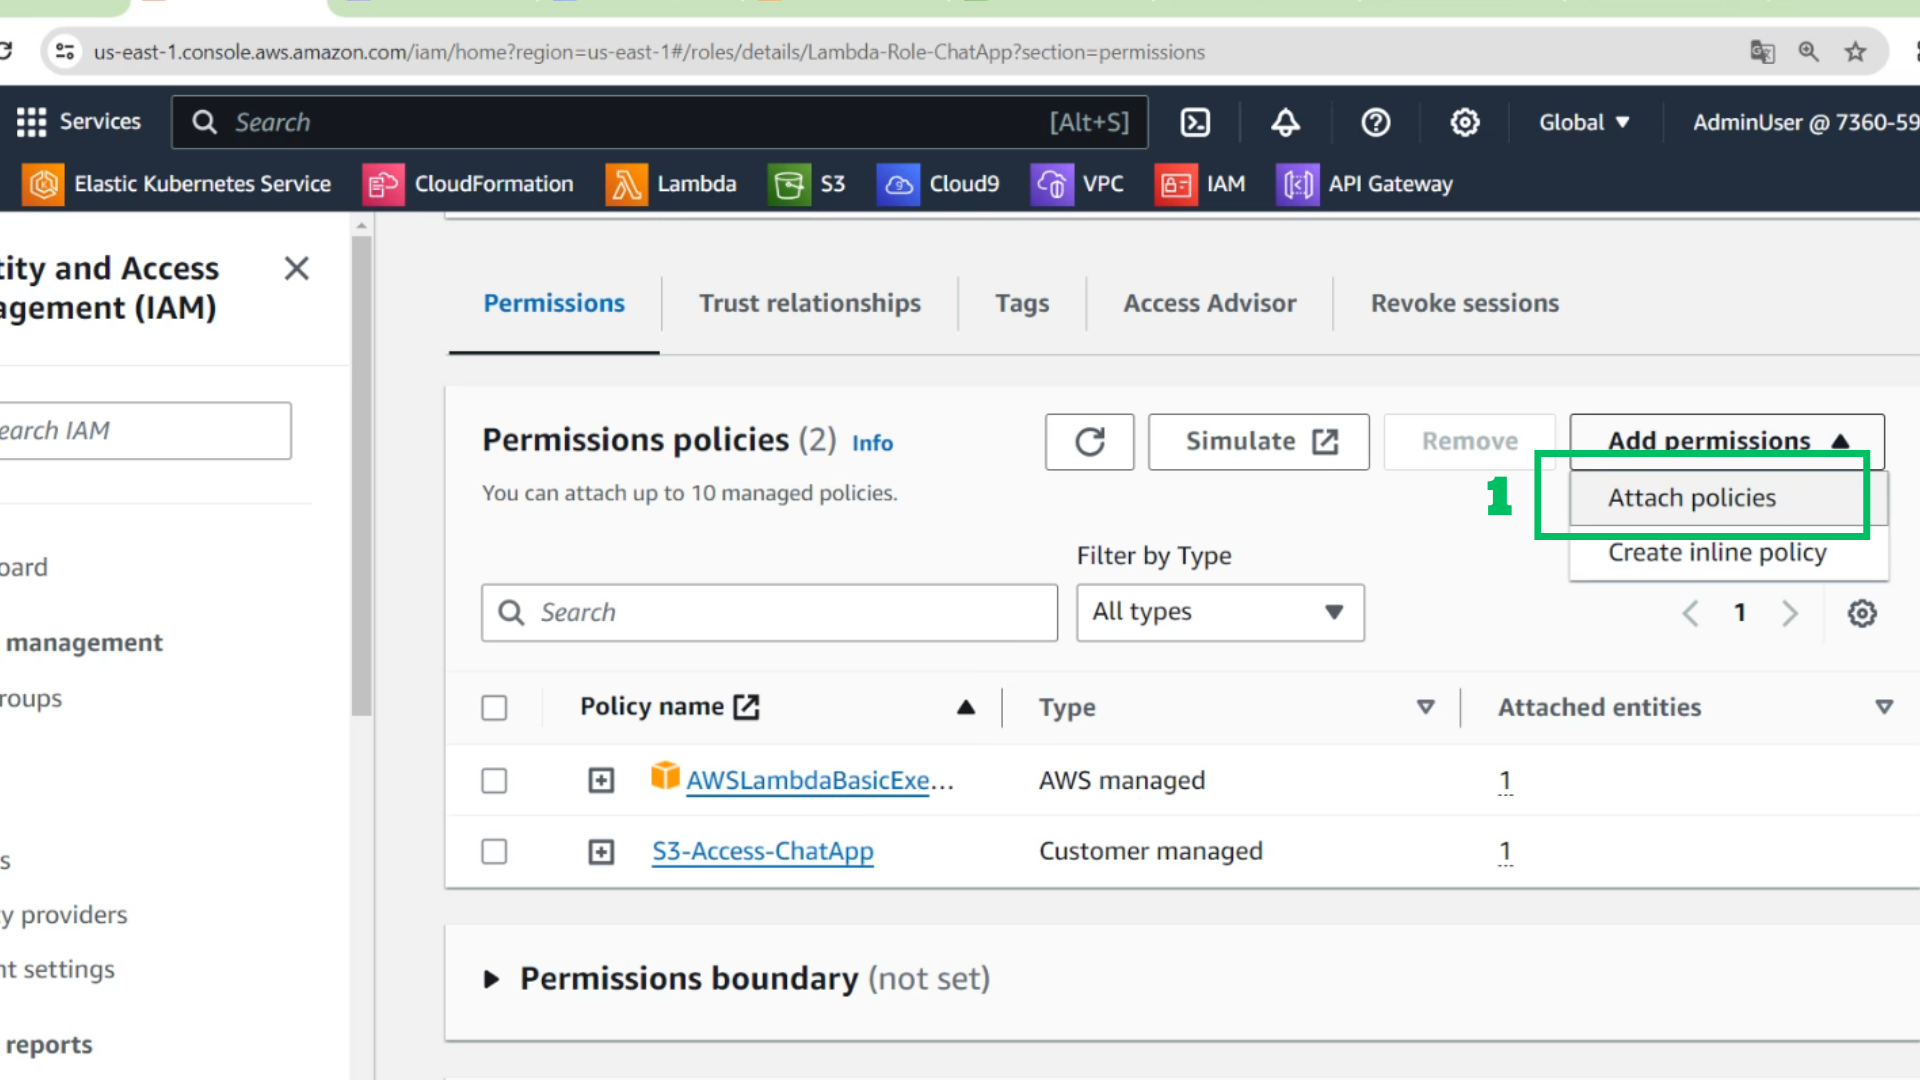 us-east-1.console.aws.amazon.com/iam/home?region=us-east-1#/roles/details/Lambda-Role-ChatApp?section=permissions
Services
Search
[Alt+S]
Global
AdminUser @ 7360-59
Elastic Kubernetes Service
CloudFormation
Lambda
S3
Cloud9
VPC
IAM
API Gateway
tity and Access
agement (IAM)
earch IAM
oard
management
roups
s
y providers
nt settings
reports
Permissions
Trust relationships
Tags
Access Advisor
Revoke sessions
Permissions policies (2) Info
Simulate
Remove
Add permissions
You can attach up to 10 managed policies.
1
Attach policies
Create inline policy
Filter by Type
Search
All types
1
Policy name
Type
Attached entities
AWSLambdaBasicExe...
AWS managed
1
S3-Access-ChatApp
Customer managed
1
Permissions boundary (not set)